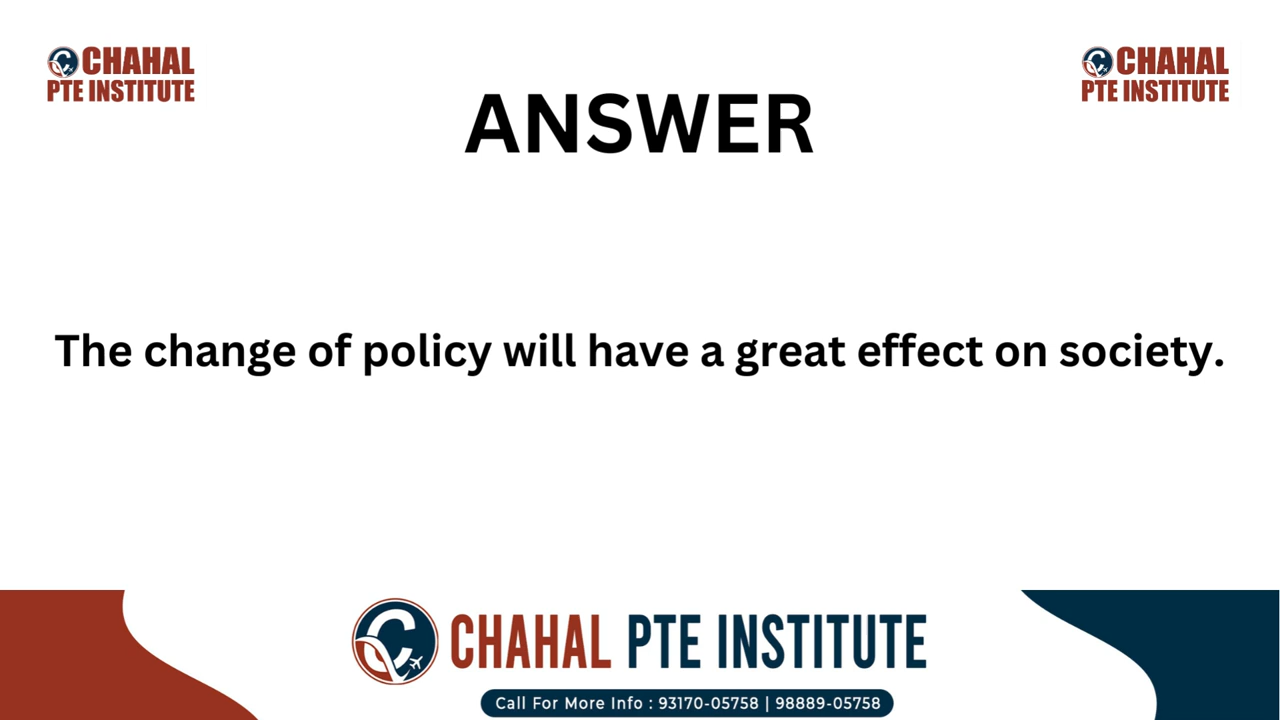 CHAHAL
PTE INSTITUTE
CHAHAL
PTE INSTITUTE
ANSWER
The change of policy will have a great effect on society.
CHAHAL PTE INSTITUTE
Call For More Info : 93170-05758 | 98889-05758